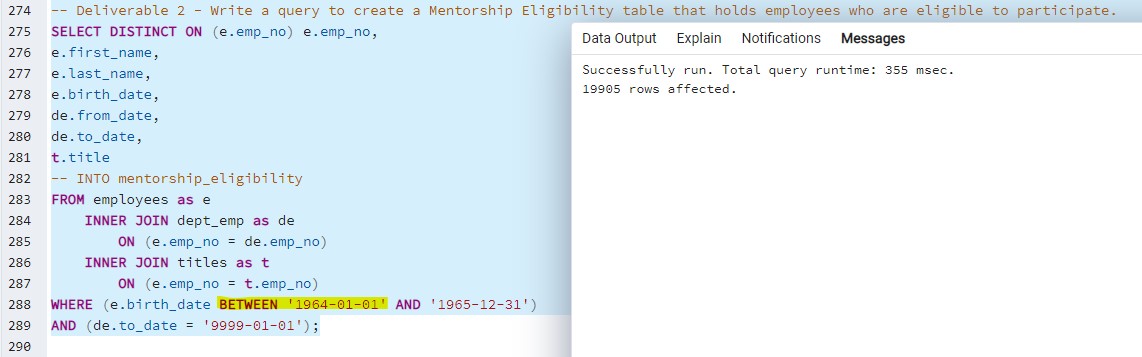 274 -- Deliverable 2 - Write a query to create a Mentorship Eligibility table that holds employees who are eligible to participate.
275 SELECT DISTINCT ON (e.emp_no) e.emp_no,
276 e.first_name,
277 e.last_name,
278 e.birth_date,
279 de.from_date,
280 de.to_date,
281 t.title
282 -- INTO mentorship_eligibility
283 FROM employees as e
284 INNER JOIN dept_emp as de
285 ON (e.emp_no = de.emp_no)
286 INNER JOIN titles as t
287 ON (e.emp_no = t.emp_no)
288 WHERE (e.birth_date BETWEEN '1964-01-01' AND '1965-12-31')
289 AND (de.to_date = '9999-01-01');
290
Data Output Explain Notifications Messages
Successfully run. Total query runtime: 355 msec.
19905 rows affected.